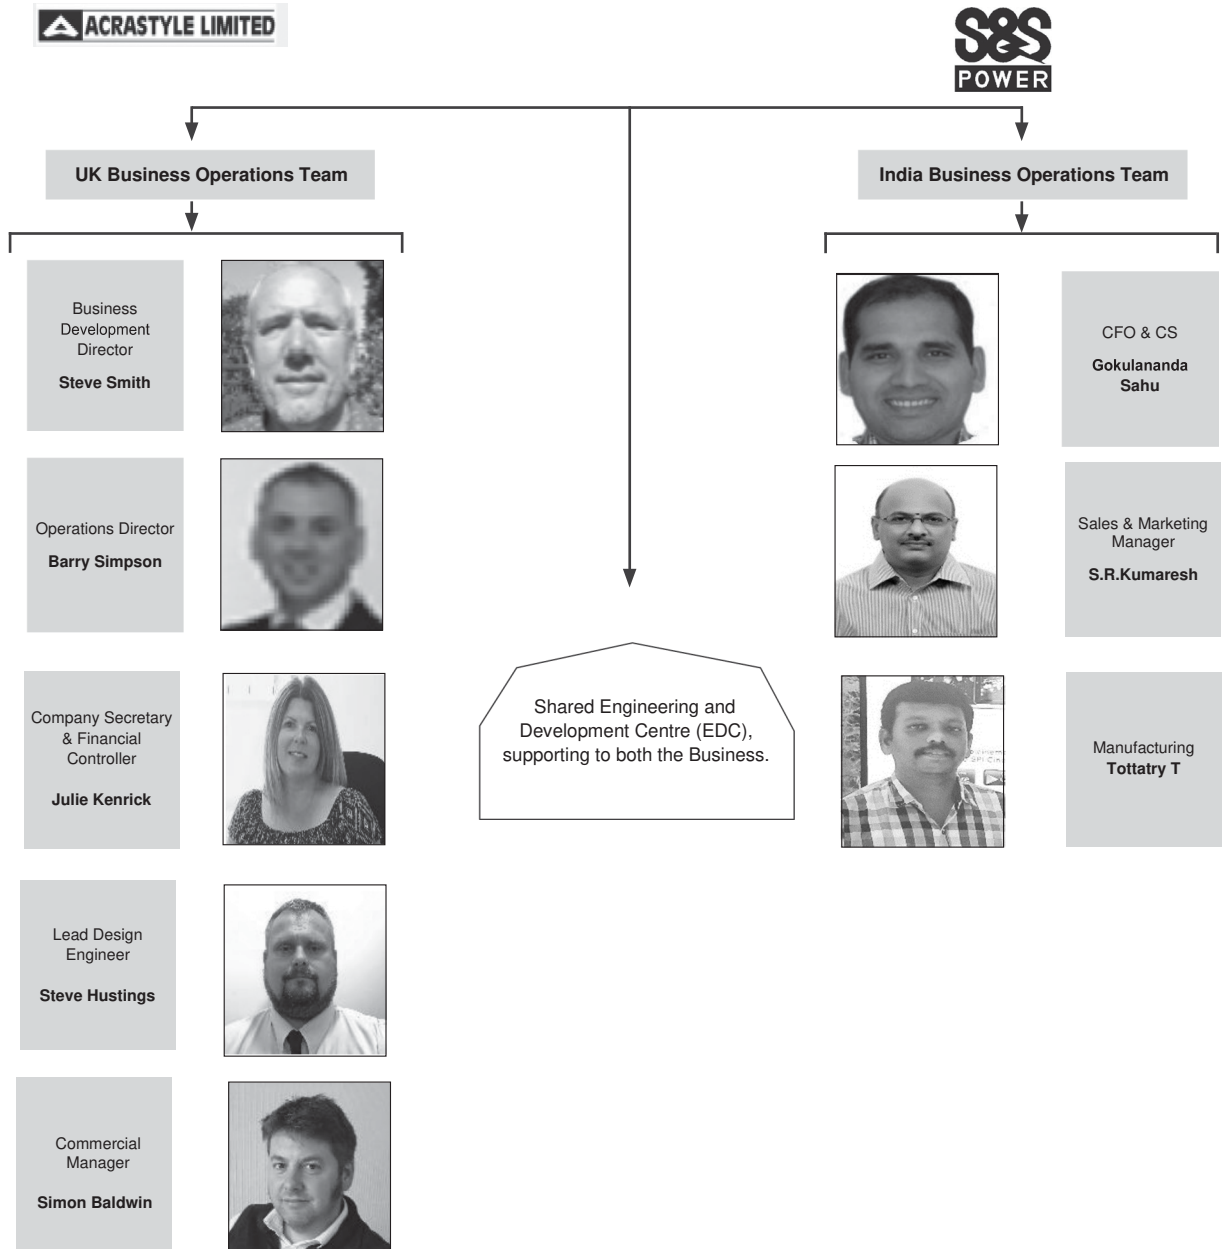 ACRASTYLE LIMITED
S&S
POWER
UK Business Operations Team
India Business Operations Team
Business
Development
Director
Steve Smith
Operations Director
Barry Simpson
Company Secretary
& Financial
Controller
Julie Kenrick
Lead Design
Engineer
Steve Hustings
Commercial
Manager
Simon Baldwin
Shared Engineering and
Development Centre (EDC),
supporting to both the Business.
CFO & CS
Gokulananda
Sahu
Sales & Marketing
Manager
S.R.Kumaresh
Manufacturing
Tottatry T